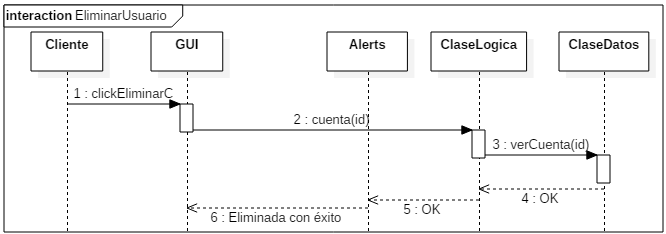 interaction EliminarUsuario
Cliente GUI Alerts ClaseLogica ClaseDatos
1 : clickEliminarC
2 : cuenta(id)
3 : verCuenta(id)
4 : OK
5 : OK
6 : Eliminada con éxito